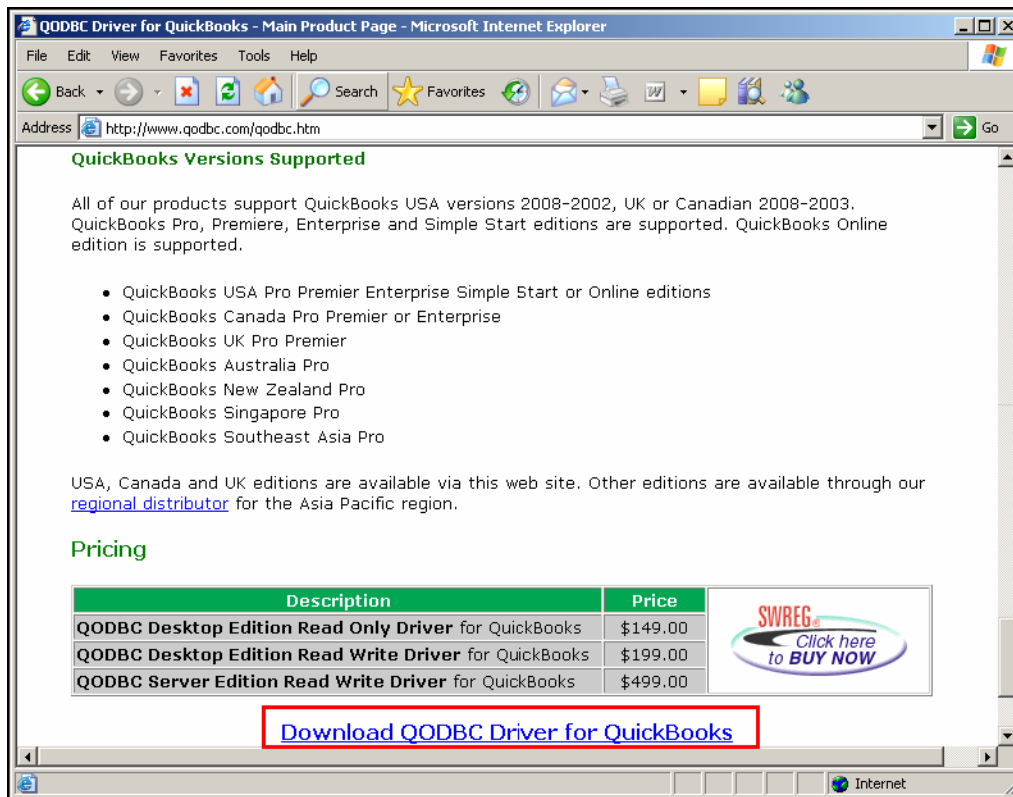 QODBC Driver for QuickBooks - Main Product Page - Microsoft Internet Explorer
File Edit View Favorites Tools Help
Back Search Favorites
Address http://www.qodbc.com/qodbc.htm Go
QuickBooks Versions Supported
All of our products support QuickBooks USA versions 2008-2002, UK or Canadian 2008-2003.
QuickBooks Pro, Premiere, Enterprise and Simple Start editions are supported. QuickBooks Online
edition is supported.
• QuickBooks USA Pro Premier Enterprise Simple 5tart or Online editions
• QuickBooks Canada Pro Premier or Enterprise
• QuickBooks UK Pro Premier
• QuickBooks Australia Pro
• QuickBooks New Zealand Pro
• QuickBooks Singapore Pro
• QuickBooks Southeast Asia Pro
USA, Canada and UK editions are available via this web site. Other editions are available through our
regional distributor for the Asia Pacific region.
Pricing
Description Price
QODBC Desktop Edition Read Only Driver for QuickBooks $149.00
QODBC Desktop Edition Read Write Driver for QuickBooks $199.00
QODBC Server Edition Read Write Driver for QuickBooks $499.00
SWREG®
Click here
to BUY NOW
Download QODBC Driver for QuickBooks
Internet